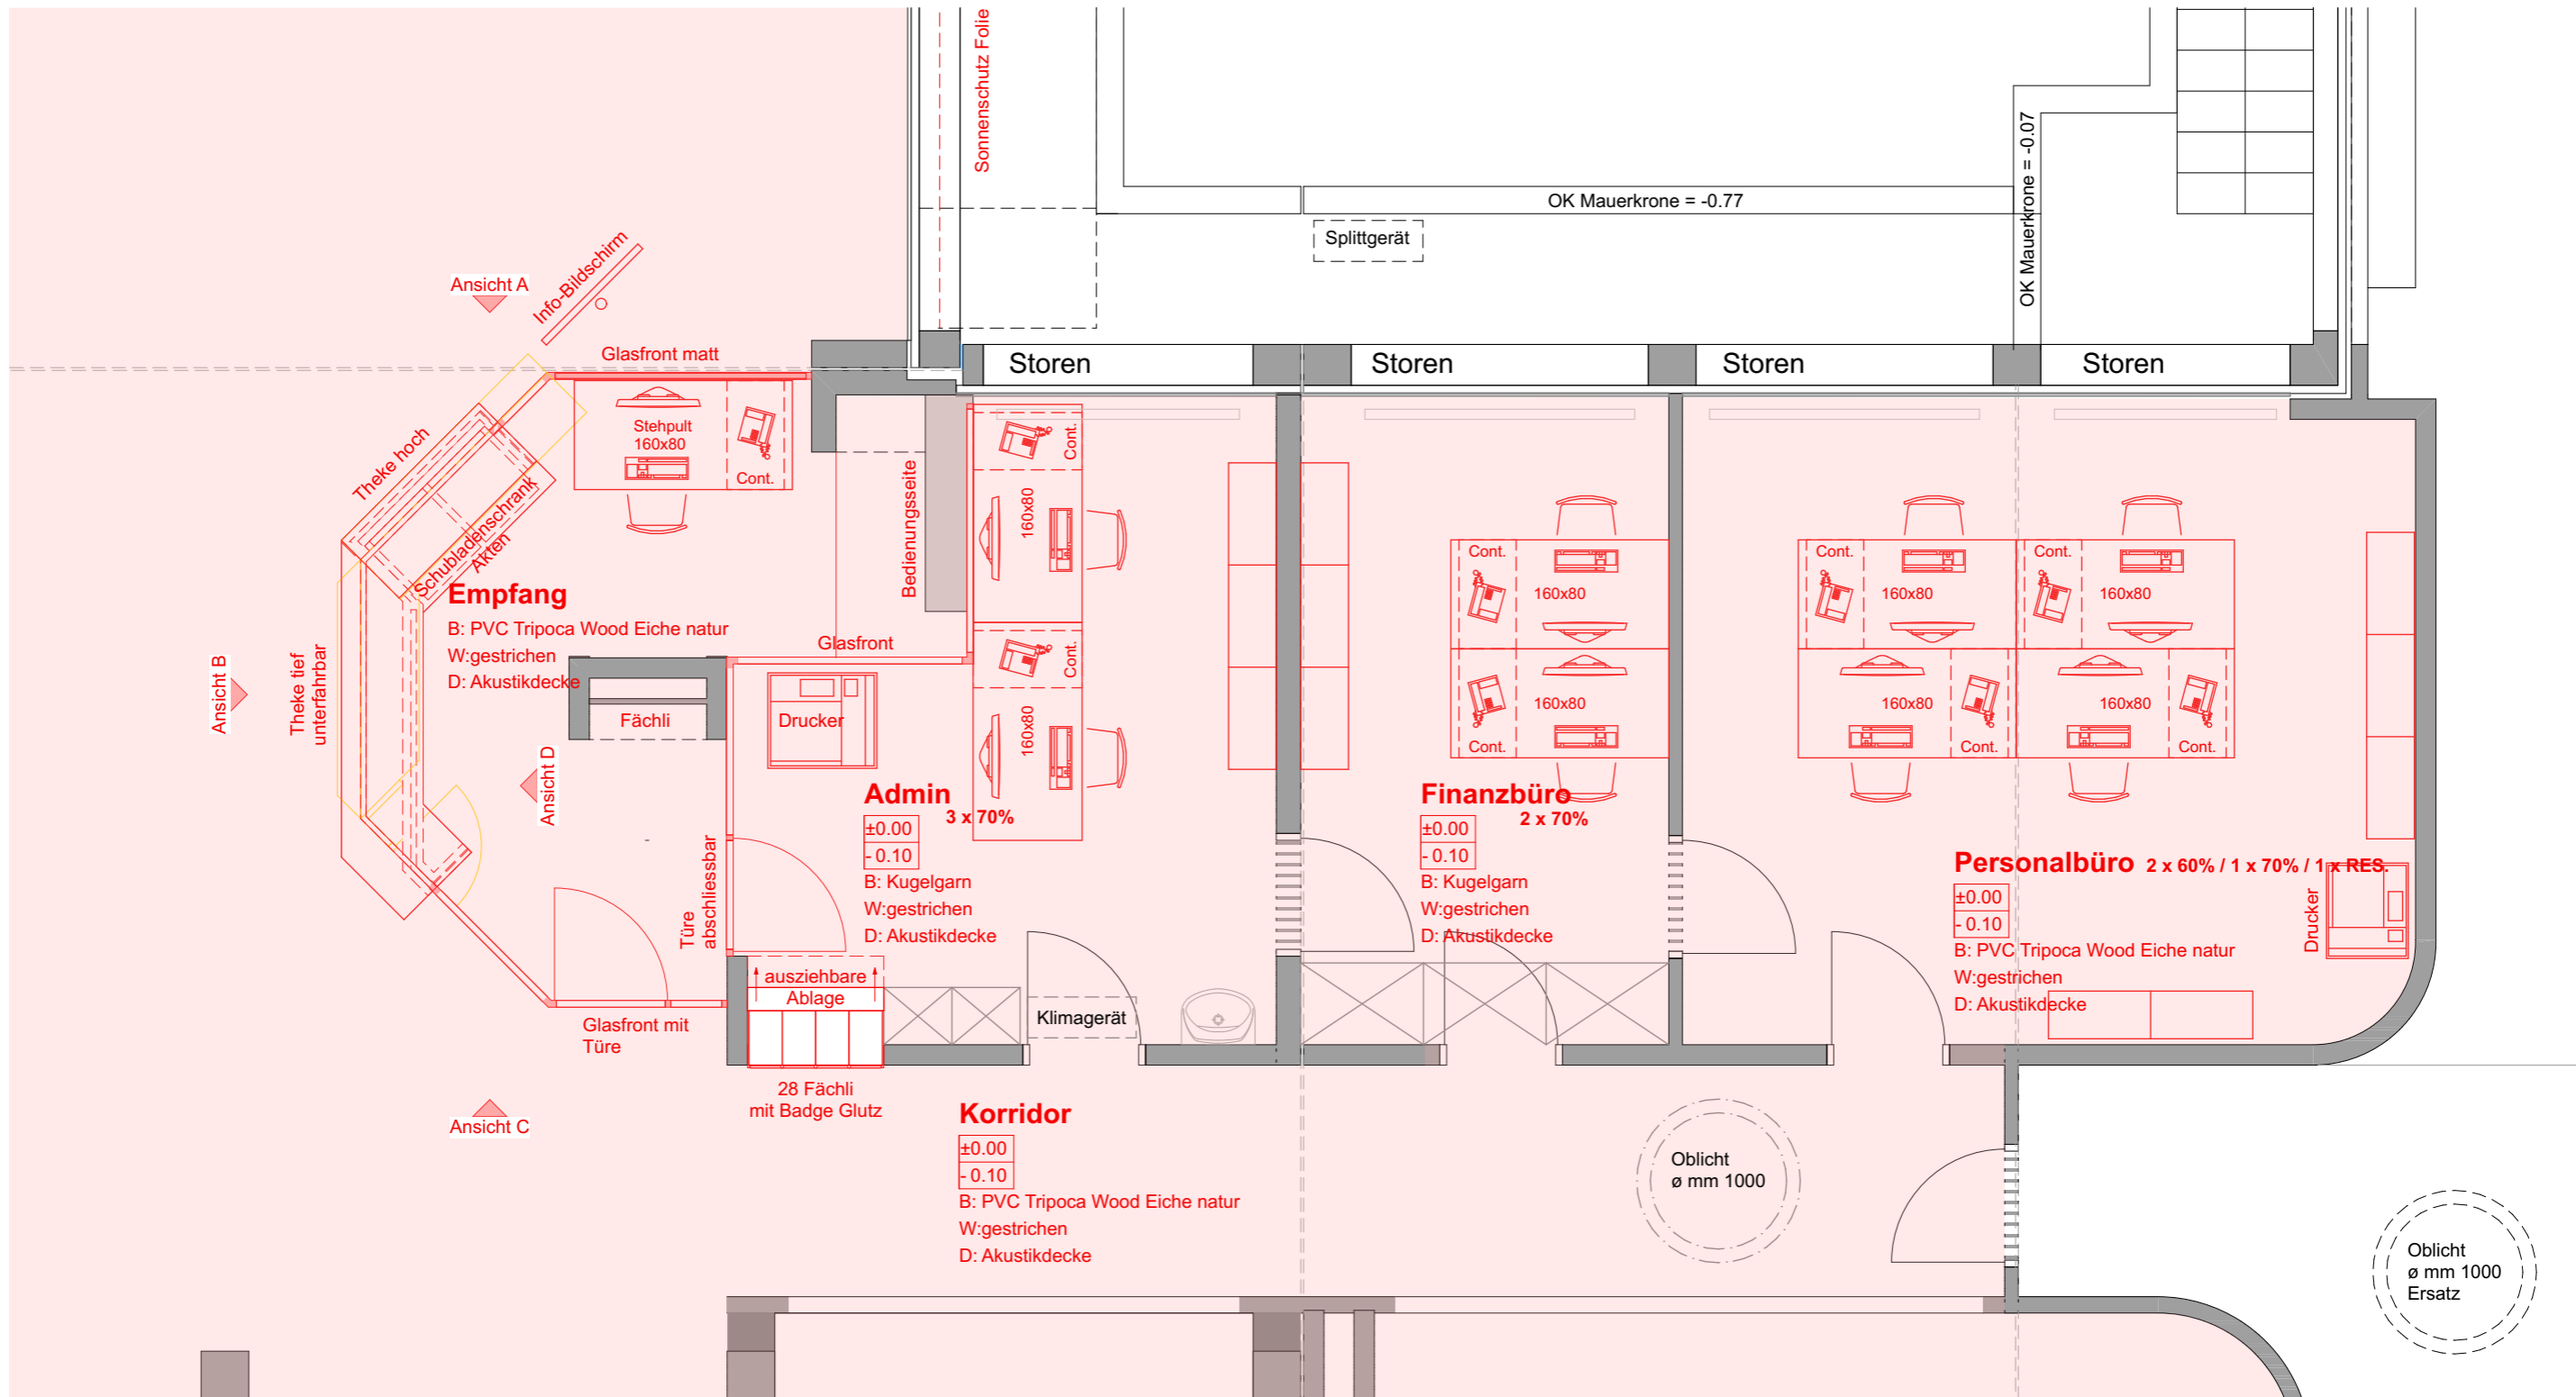 Sonnenschutz Folie
OK Mauerkrone = -0.77
OK Mauerkrone = -0.07
Splittgerät
Ansicht A
Info-Bildschirm
Glasfront matt
Storen
Storen
Storen
Storen
Stehpult
160x80
Cont.
Theke hoch
Schubladenschrank
Akten
Bedienungsseite
Cont.
160x80
Cont.
160x80
Empfang
B: PVC Tripoca Wood Eiche natur
W:gestrichen
D: Akustikdecke
Glasfront
Ansicht B
Theke tief
unterfahrbar
Fächli
Drucker
Ansicht D
Türe
abschliessbar
Admin
3 x 70%
±0.00
- 0.10
B: Kugelgarn
W:gestrichen
D: Akustikdecke
Cont.
160x80
160x80
Cont.
Finanzbüro
2 x 70%
±0.00
- 0.10
B: Kugelgarn
W:gestrichen
D: Akustikdecke
Cont.
160x80
Cont.
160x80
160x80
Cont.
160x80
Cont.
Personalbüro 2 x 60% / 1 x 70% / 1 x RES.
±0.00
- 0.10
B: PVC Tripoca Wood Eiche natur
W:gestrichen
D: Akustikdecke
Drucker
ausziehbare
Ablage
Klimagerät
Glasfront mit
Türe
28 Fächli
mit Badge Glutz
Ansicht C
Korridor
±0.00
- 0.10
B: PVC Tripoca Wood Eiche natur
W:gestrichen
D: Akustikdecke
Oblicht
ø mm 1000
Oblicht
ø mm 1000
Ersatz